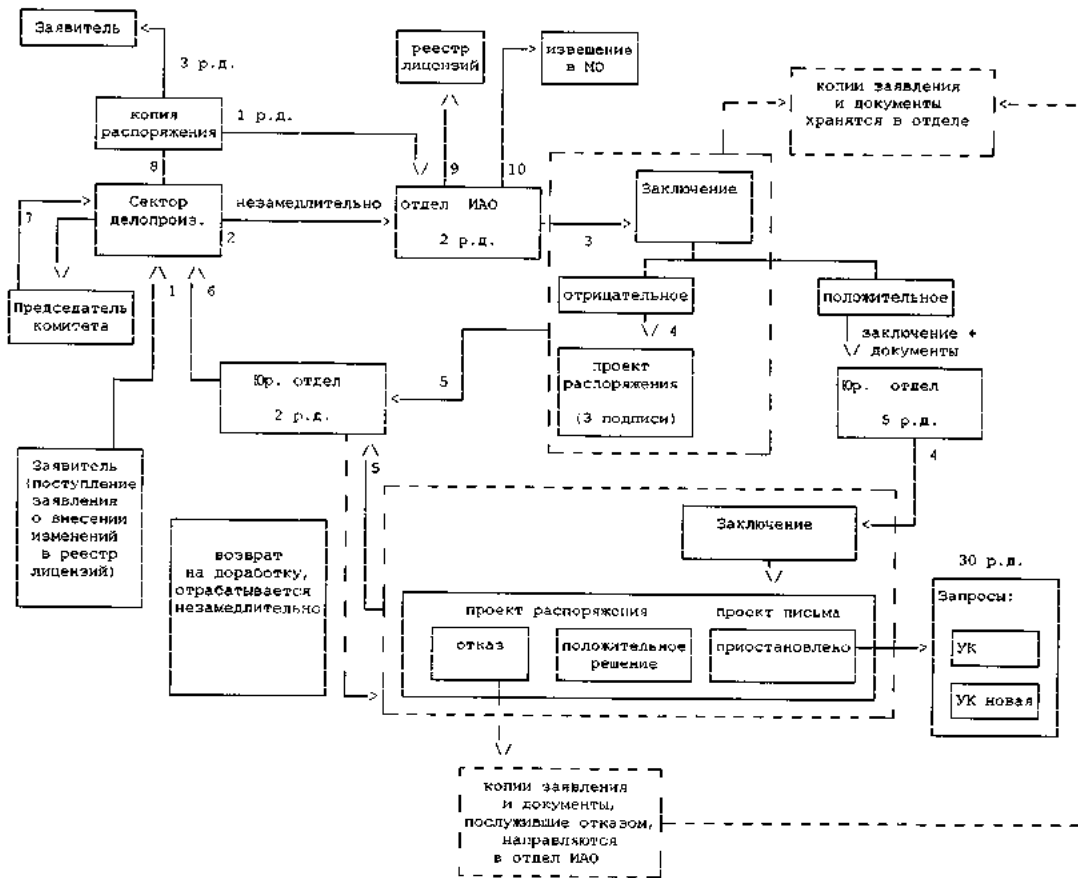 Заявитель
3 р.д.
копия
распоряжения
1 р.д.
реестр
лицензий
извещение
в МО
копии заявления
и документы
хранятся в отделе
8
9
10
7
Сектор
делопроиз.
незамедлительно
2
отдел ИАО
2 р.д.
3
Заключение
1
6
Председатель
комитета
отрицательное
4
положительное
заключение +
документы
проект
распоряжения
(3 подписи)
5
Юр. отдел
2 р.д.
Юр. отдел
5 р.д.
4
5
Заявитель
(поступление
заявления
о внесении
изменений
в реестр
лицензий)
возврат
на доработку,
отрабатывается
незамедлительно
Заключение
проект распоряжения
проект письма
отказ
положительное
решение
приостановлено
30 р.д.
Запросы:
УК
УК новая
копии заявления
и документы,
послужившие отказом,
направляются
в отдел ИАО